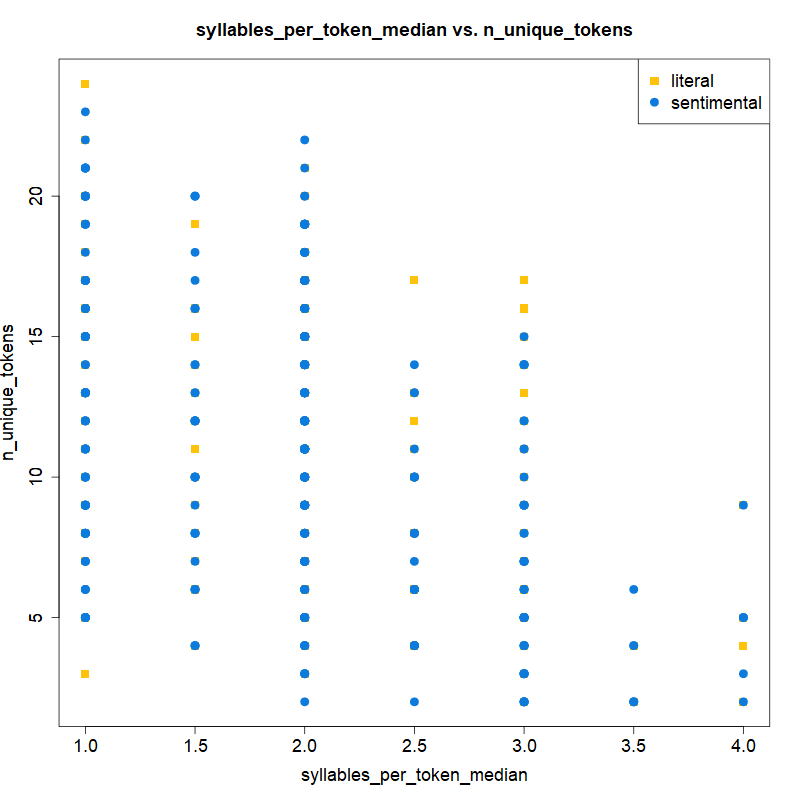 syllables_per_token_median vs. n_unique_tokens
literal
sentimental
n_unique_tokens
20
15
10
5
1.0 1.5 2.0 2.5 3.0 3.5 4.0
syllables_per_token_median